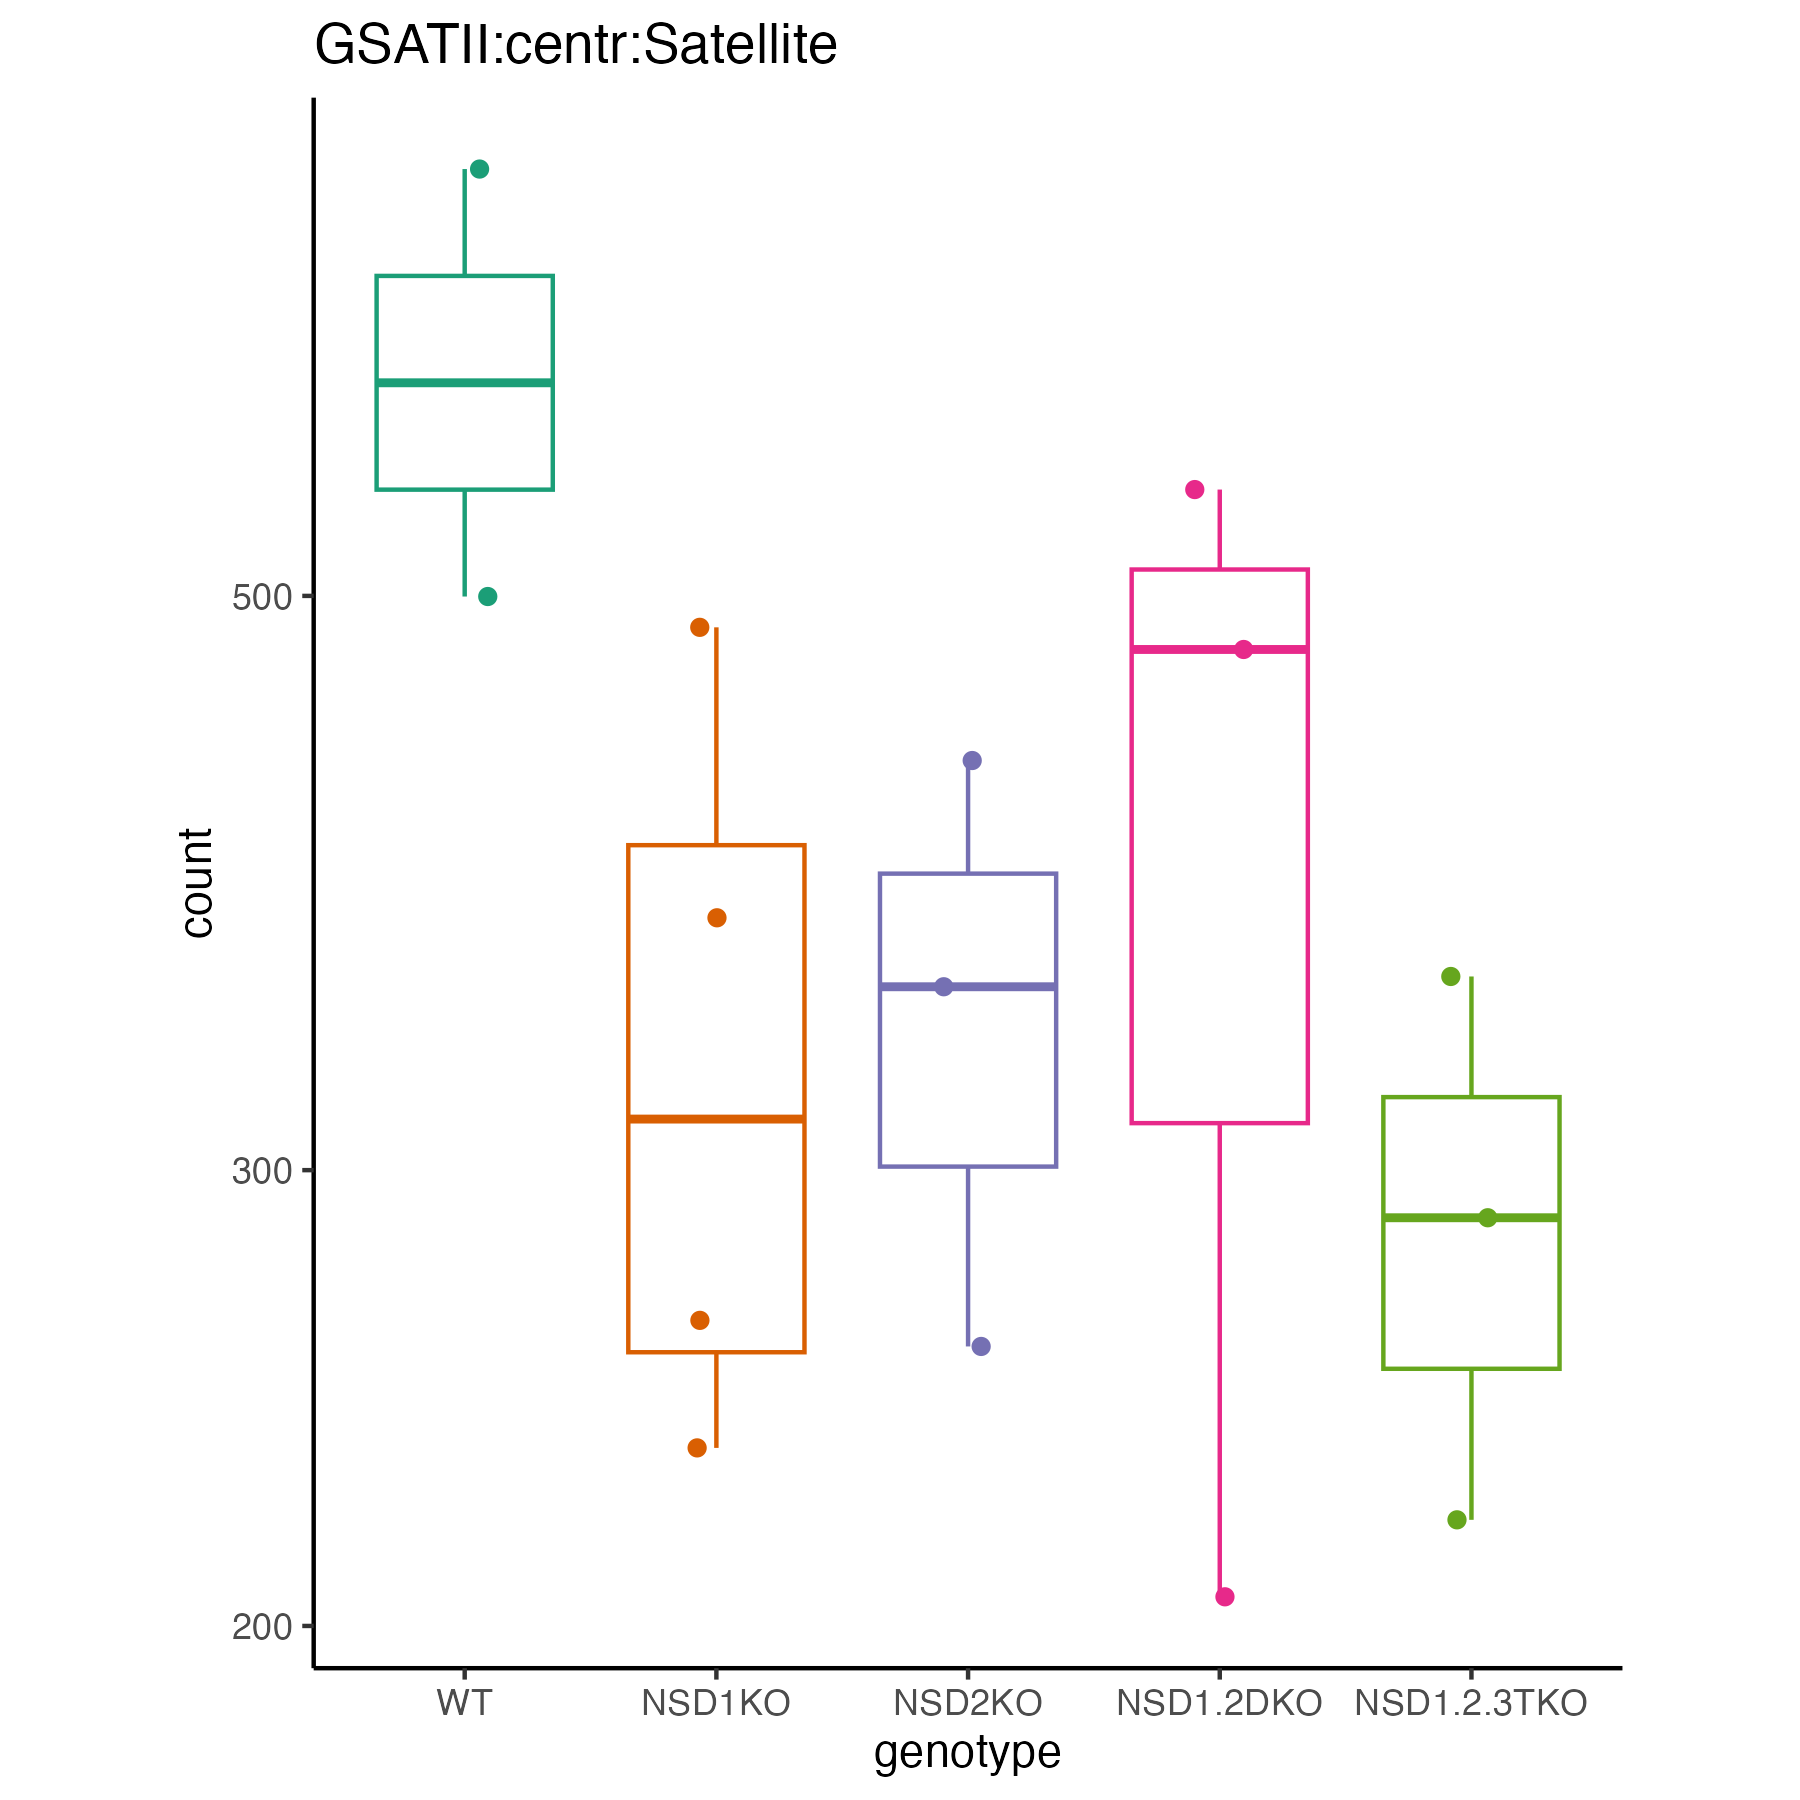 GSATII:centr:Satellite
count
500
300
200
WT NSD1KO NSD2KO NSD1.2DKO NSD1.2.3TKO
genotype